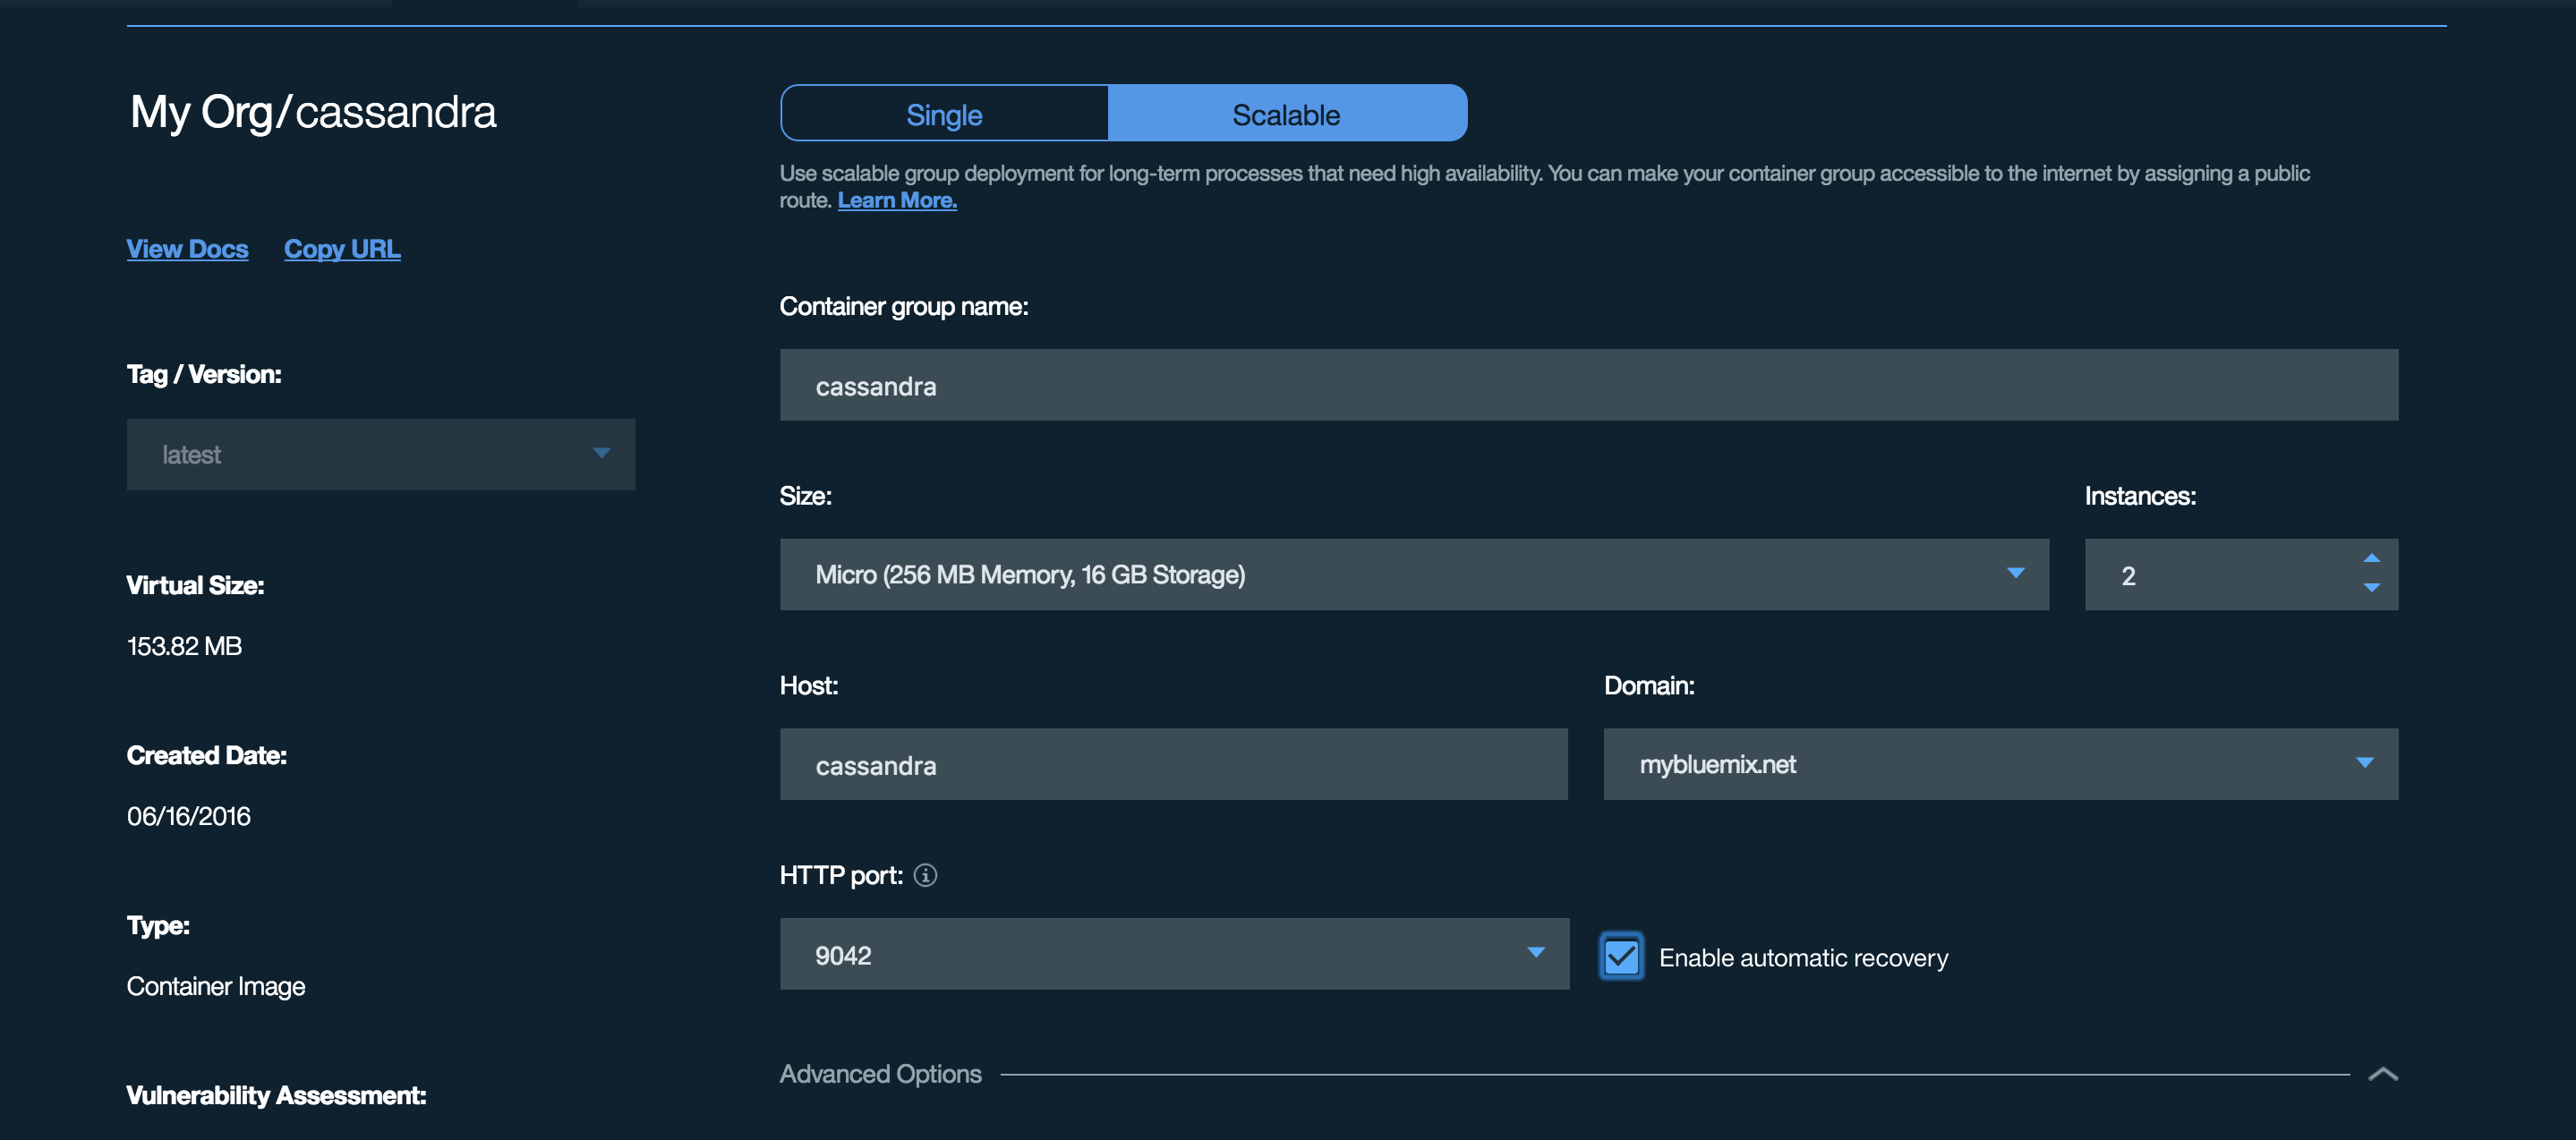 My Org/cassandra
View Docs
Copy URL
Tag / Version:
latest
Virtual Size:
153.82 MB
Created Date:
06/16/2016
Type:
Container Image
Vulnerability Assessment:
Single
Scalable
Use scalable group deployment for long-term processes that need high availability. You can make your container group accessible to the internet by assigning a public
route. Learn More.
Container group name:
cassandra
Size:
Instances:
Micro (256 MB Memory, 16 GB Storage)
2
Host:
Domain:
cassandra
mybluemix.net
HTTP port:
9042
Enable automatic recovery
Advanced Options